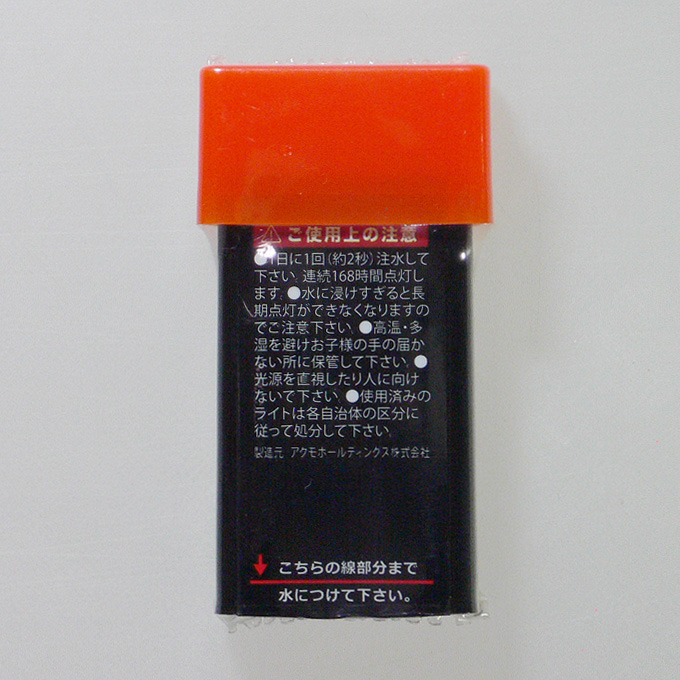 ご使用上の注意
●1日に1回(約2秒)注水して
下さい。連続168時間点灯し
ます。●水に浸けすぎると長
期点灯ができなくなりますの
でご注意下さい。●高温・多
湿を避けお子様の手の届か
ない所に保管して下さい。●
光源を直視したり人に向け
ないで下さい。●使用済みの
ライトは各自治体の区分に
従って処分して下さい。
製造元 アクモホールディングス株式会社
こちらの線部分まで
水につけて下さい。